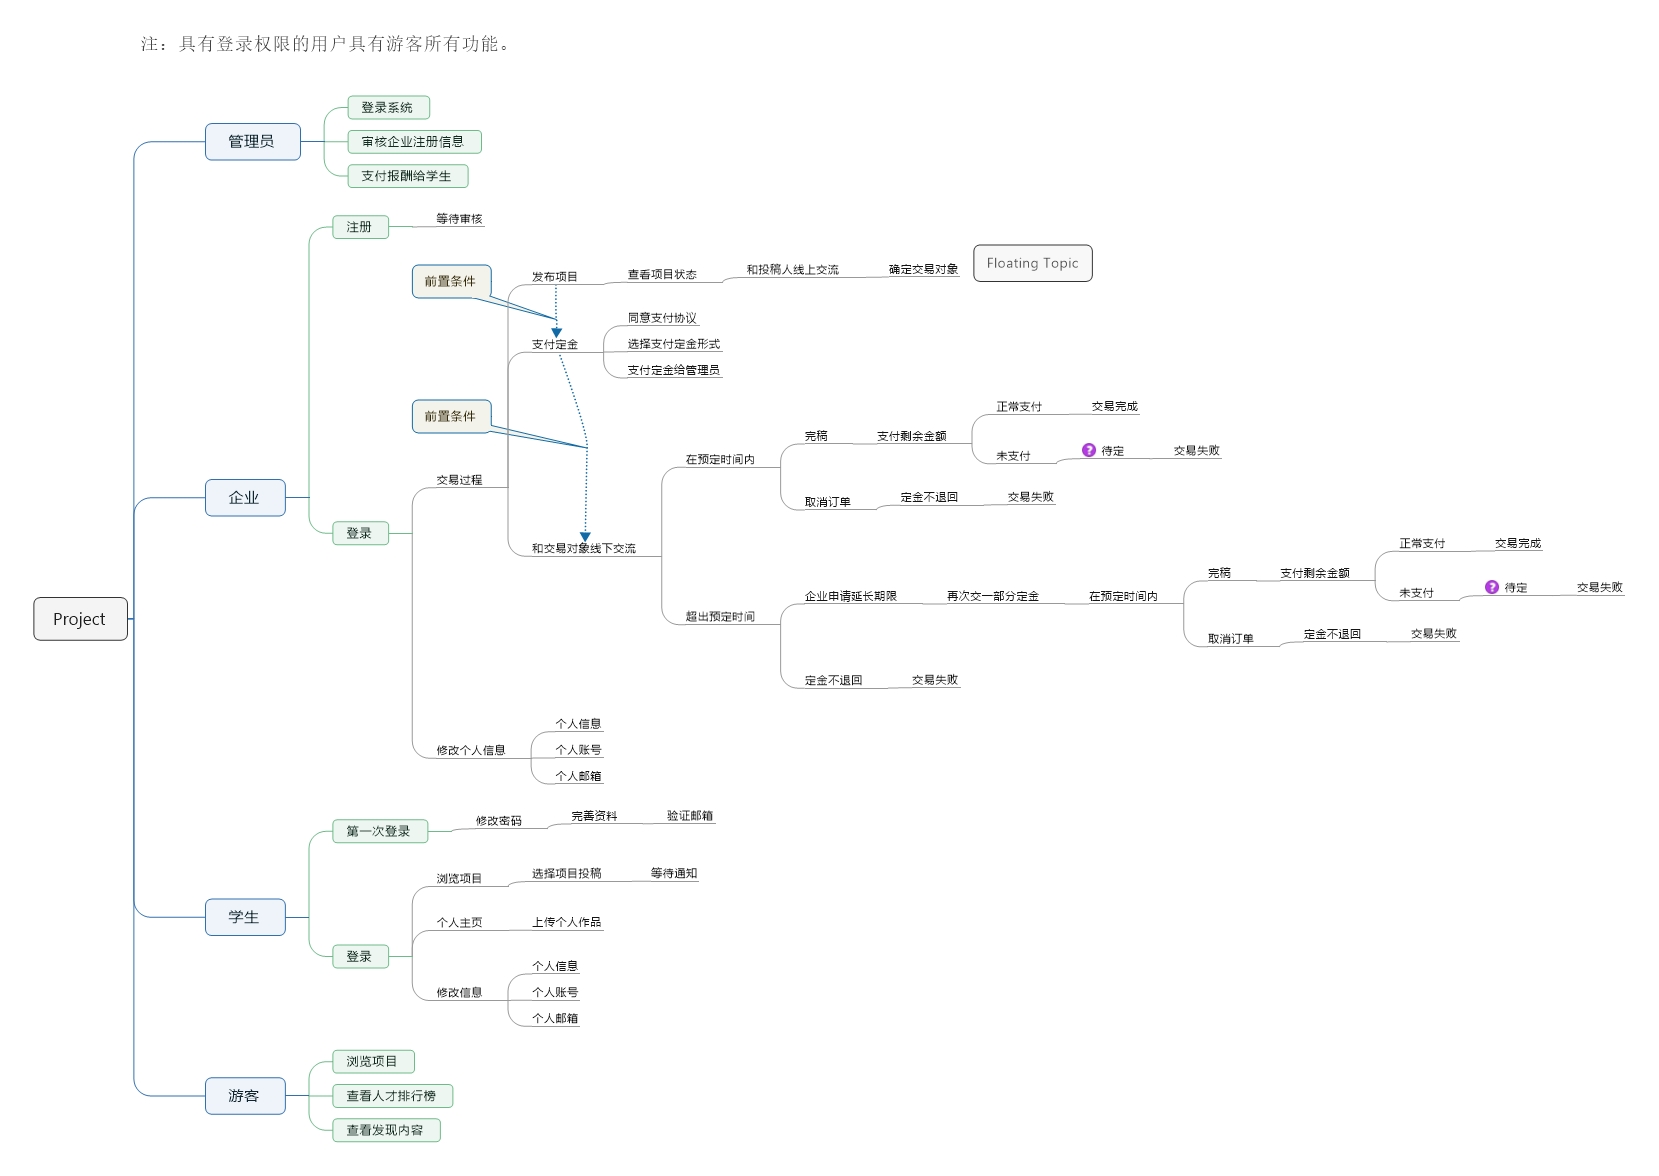 注：具有登录权限的用户具有游客所有功能。
Project
管理员
登录系统
审核企业注册信息
支付报酬给学生
企业
注册
等待审核
登录
交易过程
前置条件
发布项目
查看项目状态
和投稿人线上交流
确定交易对象
Floating Topic
支付定金
同意支付协议
选择支付定金形式
支付定金给管理员
前置条件
和交易对象线下交流
在预定时间内
完稿
支付剩余金额
正常支付
交易完成
未支付
?
待定
交易失败
取消订单
定金不退回
交易失败
超出预定时间
企业申请延长期限
再次交一部分定金
在预定时间内
完稿
支付剩余金额
正常支付
交易完成
未支付
?
待定
交易失败
取消订单
定金不退回
交易失败
定金不退回
交易失败
修改个人信息
个人信息
个人账号
个人邮箱
学生
第一次登录
修改密码
完善资料
验证邮箱
登录
浏览项目
选择项目投稿
等待通知
个人主页
上传个人作品
修改信息
个人信息
个人账号
个人邮箱
游客
浏览项目
查看人才排行榜
查看发现内容